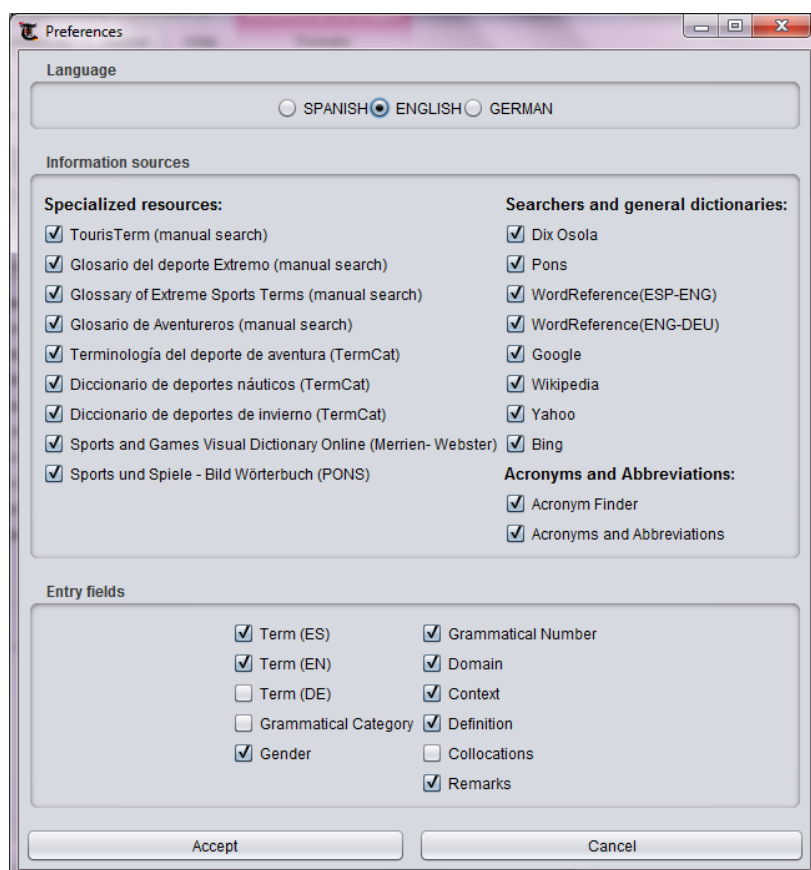 Preferences
Language
SPANISH ENGLISH GERMAN
Information sources
Specialized resources:
TourisTerm (manual search)
Glosario del deporte Extremo (manual search)
Glossary of Extreme Sports Terms (manual search)
Glosario de Aventureros (manual search)
Terminología del deporte de aventura (TermCat)
Diccionario de deportes náuticos (TermCat)
Diccionario de deportes de invierno (TermCat)
Sports and Games Visual Dictionary Online (Merrien- Webster)
Sports und Spiele - Bild Wörterbuch (PONS)
Searchers and general dictionaries:
Dix Osola
Pons
WordReference(ESP-ENG)
WordReference(ENG-DEU)
Google
Wikipedia
Yahoo
Bing
Acronyms and Abbreviations:
Acronym Finder
Acronyms and Abbreviations
Entry fields
Term (ES)
Term (EN)
Term (DE)
Grammatical Category
Gender
Grammatical Number
Domain
Context
Definition
Collocations
Remarks
Accept
Cancel